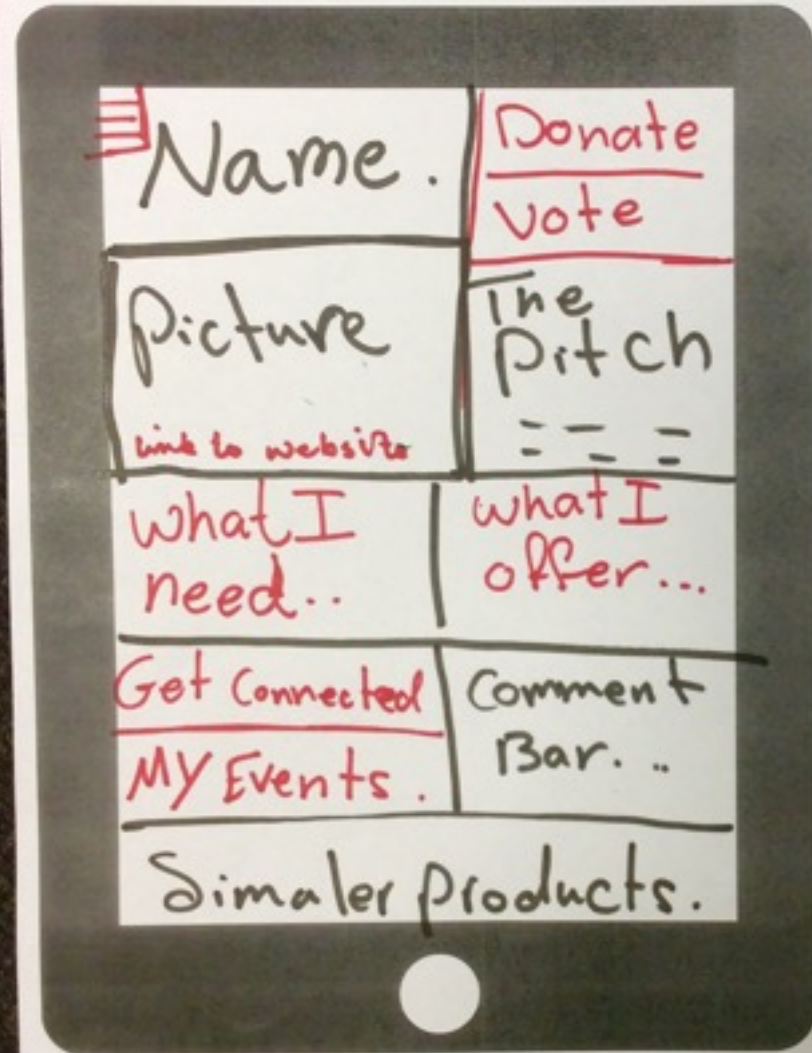 Name.
Donate
Vote
Picture
Link to website
The
Pitch
What I
need..
what I
offer...
Get Connected
MY Events.
Comment
Bar...
Simaler products.